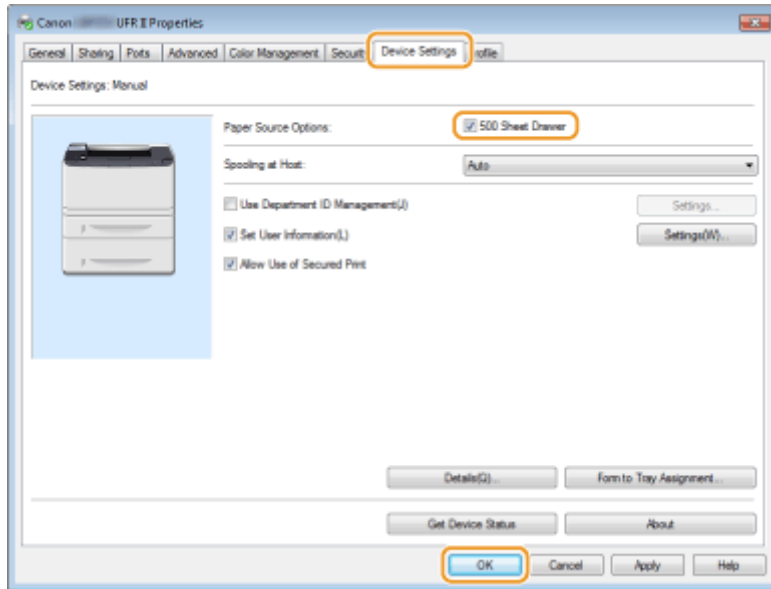 Canon UFR II Properties
General Sharing Ports Advanced Color Management Securit Device Settings rofile
Device Settings: Manual
Paper Source Options: 500 Sheet Drawer
Spooling at Host: Auto
Use Department ID Management(J) Settings...
Set User Information(L) Settings(W)...
Allow Use of Secured Print
Details(Q)... Form to Tray Assignment...
Get Device Status About
OK Cancel Apply Help